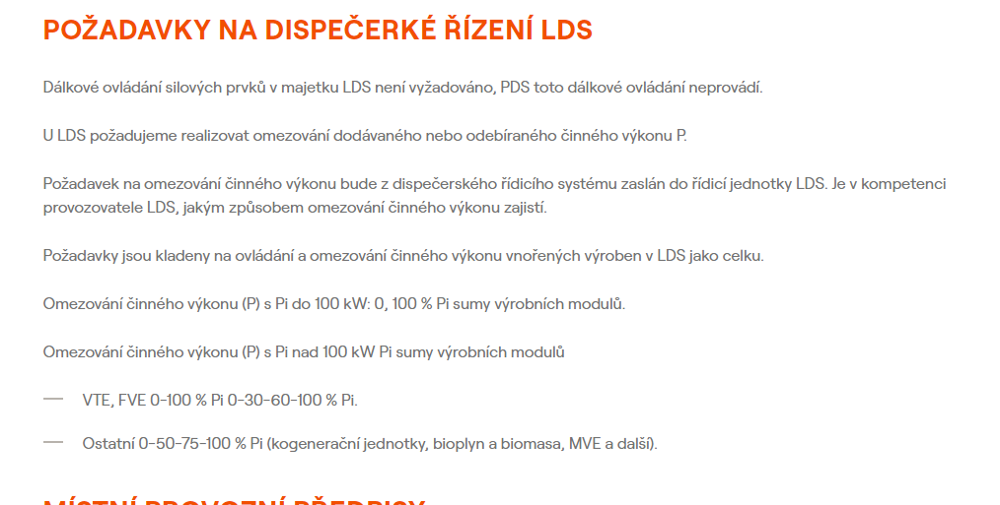 POŽADAVKY NA DISPEČERKÉ ŘÍZENÍ LDS
Dálkové ovládání silových prvků v majetku LDS není vyžadováno, PDS toto dálkové ovládání neprovádí.
U LDS požadujeme realizovat omezování dodávaného nebo odebíraného činného výkonu P.
Požadavek na omezování činného výkonu bude z dispečerského řídicího systému zaslán do řídicí jednotky LDS. Je v kompetenci
provozovatele LDS, jakým způsobem omezování činného výkonu zajistí.
Požadavky jsou kladeny na ovládání a omezování činného výkonu vnořených výroben v LDS jako celku.
Omezování činného výkonu (P) s Pi do 100 kW: 0, 100 % Pi sumy výrobních modulů.
Omezování činného výkonu (P) s Pi nad 100 kW Pi sumy výrobních modulů
— VTE, FVE 0-100 % Pi 0-30-60-100 % Pi.
— Ostatní 0-50-75-100 % Pi (kogenerační jednotky, bioplyn a biomasa, MVE a další).
MÍSTNÍ PROVOZNÍ PŘEDPISY